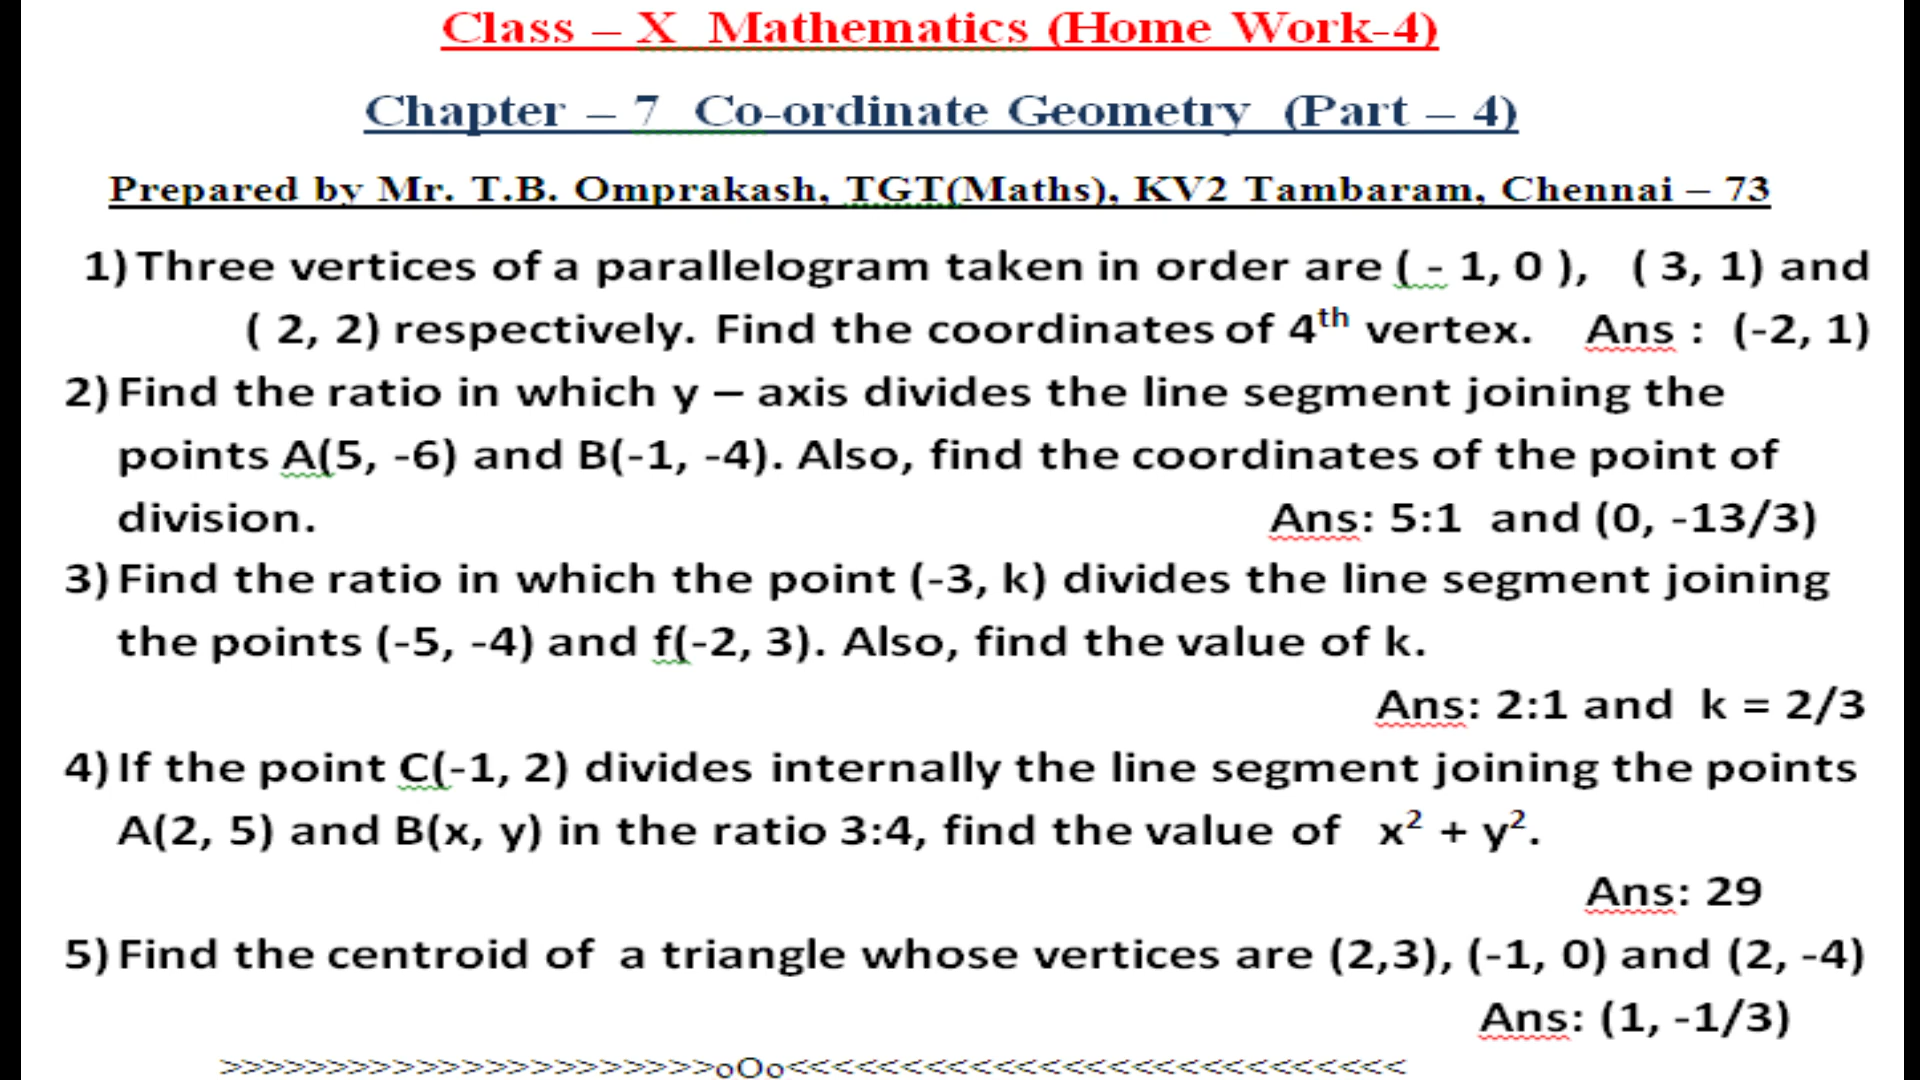 Class – X Mathematics (Home Work-4)
Chapter – 7 Co-ordinate Geometry (Part – 4)
Prepared by Mr. T.B. Omprakash, TGT(Maths), KV2 Tambaram, Chennai – 73
1) Three vertices of a parallelogram taken in order are ( - 1, 0 ), ( 3, 1) and
( 2, 2) respectively. Find the coordinates of 4th vertex. Ans : (-2, 1)
2) Find the ratio in which y – axis divides the line segment joining the
points A(5, -6) and B(-1, -4). Also, find the coordinates of the point of
division. Ans: 5:1 and (0, -13/3)
3) Find the ratio in which the point (-3, k) divides the line segment joining
the points (-5, -4) and f(-2, 3). Also, find the value of k.
Ans: 2:1 and k = 2/3
4) If the point C(-1, 2) divides internally the line segment joining the points
A(2, 5) and B(x, y) in the ratio 3:4, find the value of x² + y².
Ans: 29
5) Find the centroid of a triangle whose vertices are (2,3), (-1, 0) and (2, -4)
Ans: (1, -1/3)
>>>>>>>>>>>>>>>>>>>>>>>oOo<<<<<<<<<<<<<<<<<<<<<<<<<<<<<